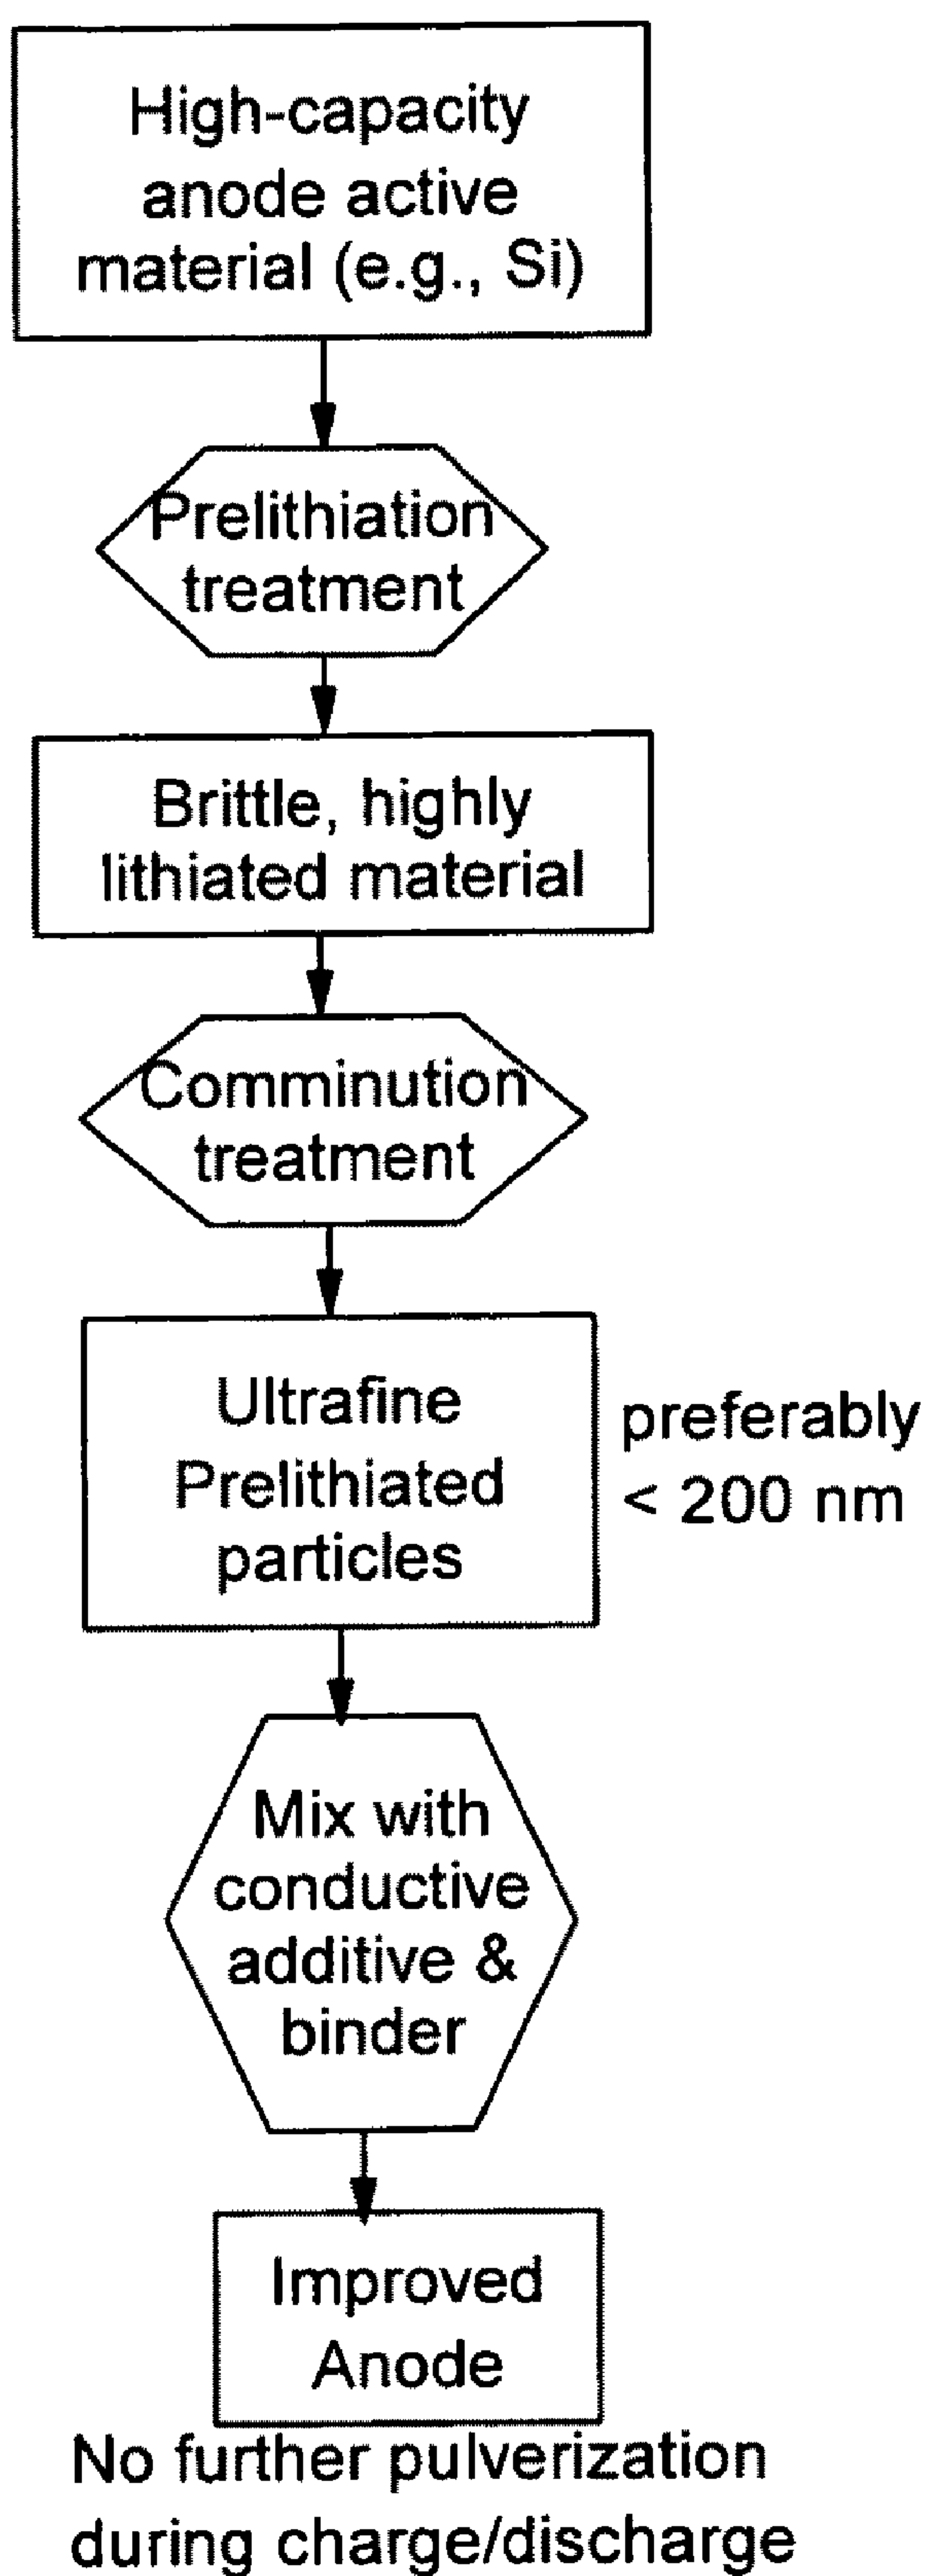 High-capacity
anode active
material (e.g., Si)
Prelithiation
treatment
Brittle, highly
lithiated material
Comminution
treatment
Ultrafine
Prelithiated
particles
preferably
< 200 nm
Mix with
conductive
additive &
binder
Improved
Anode
No further pulverization
during charge/discharge